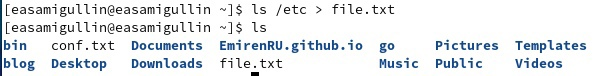 [easamigullin@easamigullin ~]$ ls /etc > file.txt
[easamigullin@easamigullin ~]$ ls
bin conf.txt Documents EmirenRU.github.io go Pictures Templates
blog Desktop Downloads file.txt Music Public Videos